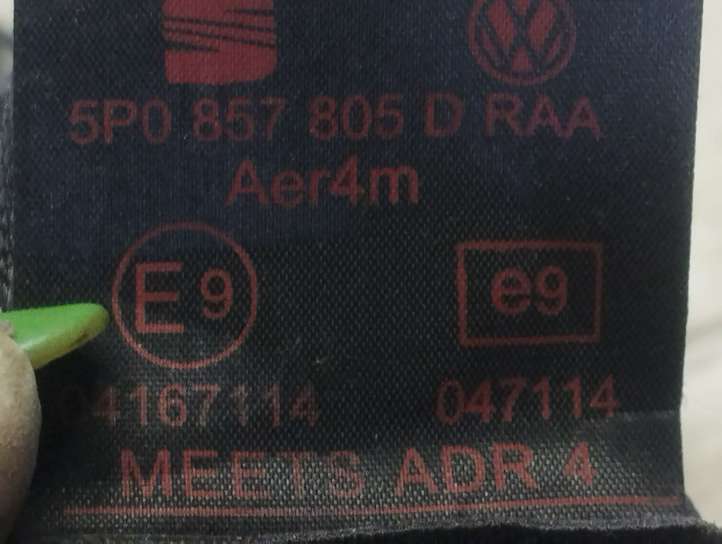 5P0 857 805 D RAA
Aer4m
E9 e9
04167114 047114
MEETS ADR 4